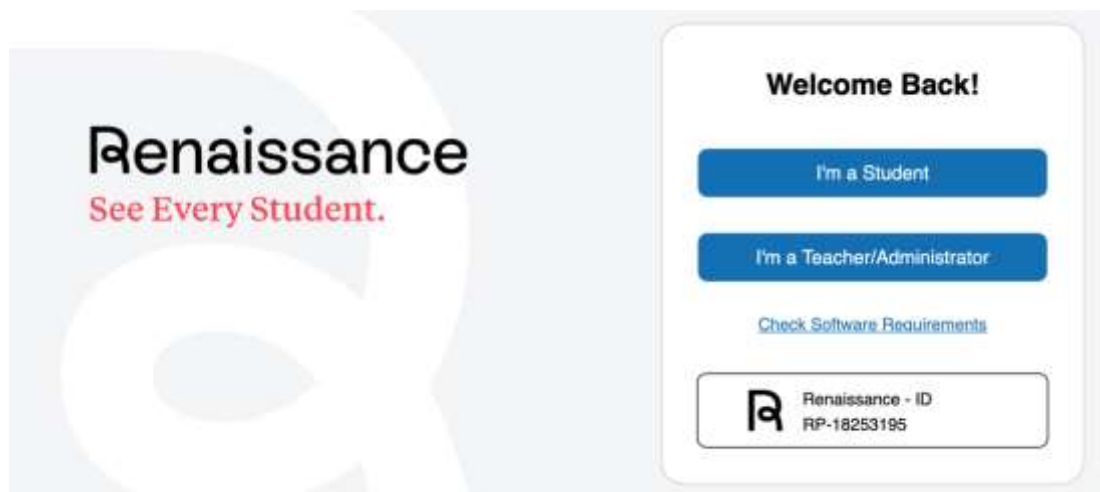 Renaissance
See Every Student.
Welcome Back!
I'm a Student
I'm a Teacher/Administrator
Check Software Requirements
Renaissance - ID
RP-18253195